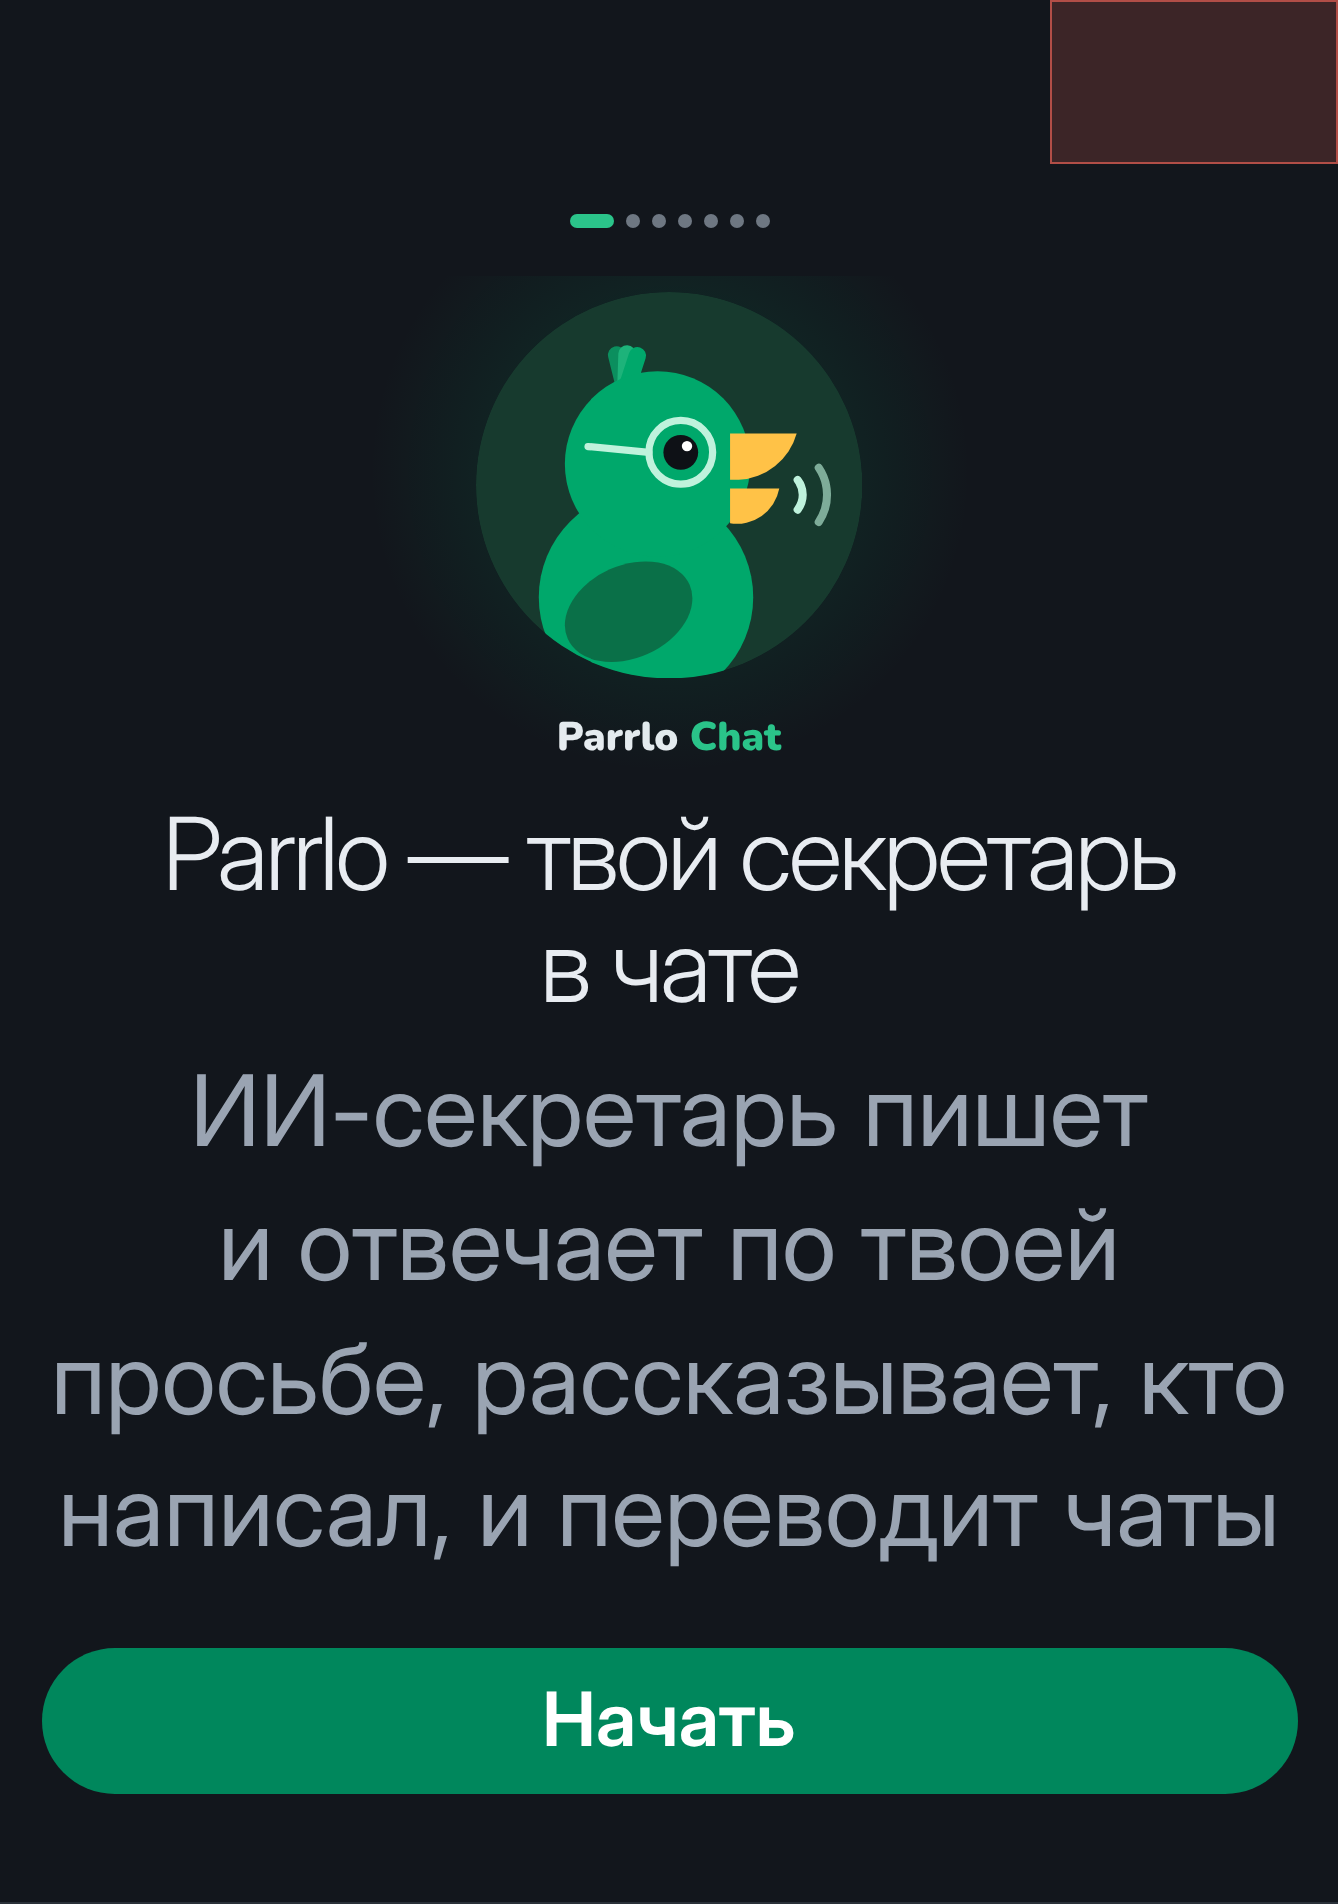 Parrlo Chat
Parrlo — твой секретарь
в чате
ИИ-секретарь пишет
и отвечает по твоей
просьбе, рассказывает, кто
написал, и переводит чаты
Начать